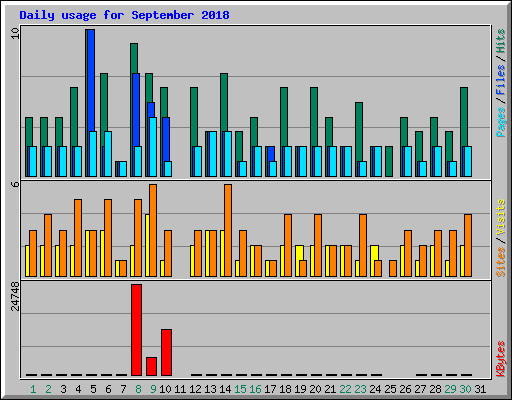 Daily usage for September 2018
10
Pages / Files / Hits
6
Sites / Visits
24748
KBytes
1 2 3 4 5 6 7 8 9 10 11 12 13 14 15 16 17 18 19 20 21 22 23 24 25 26 27 28 29 30 31